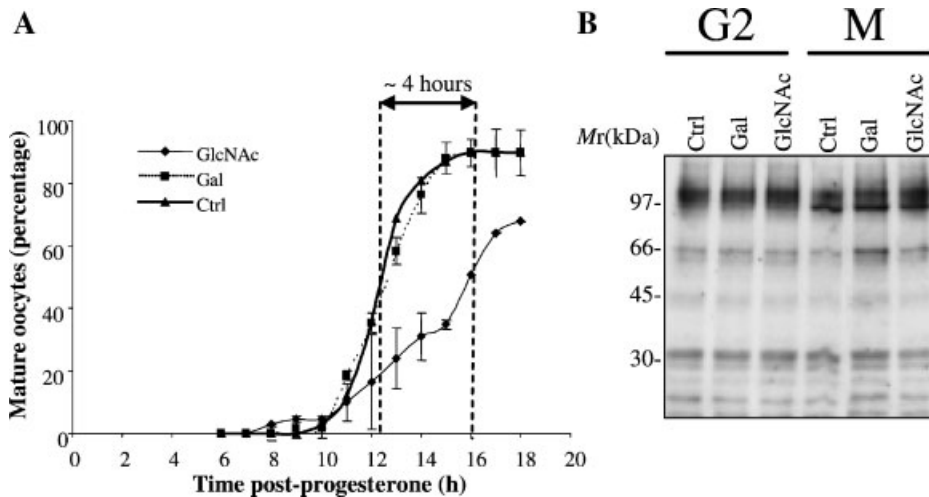 A
~ 4 hours
100
80
60
40
20
0
GlcNAc
Gal
Ctrl
Mature oocytes (percentage)
0 2 4 6 8 10 12 14 16 18 20
Time post-progesterone (h)
B
G2 M
Mr(kDa)
Ctrl Gal GlcNAc Ctrl Gal GlcNAc
97-
66-
45-
30-